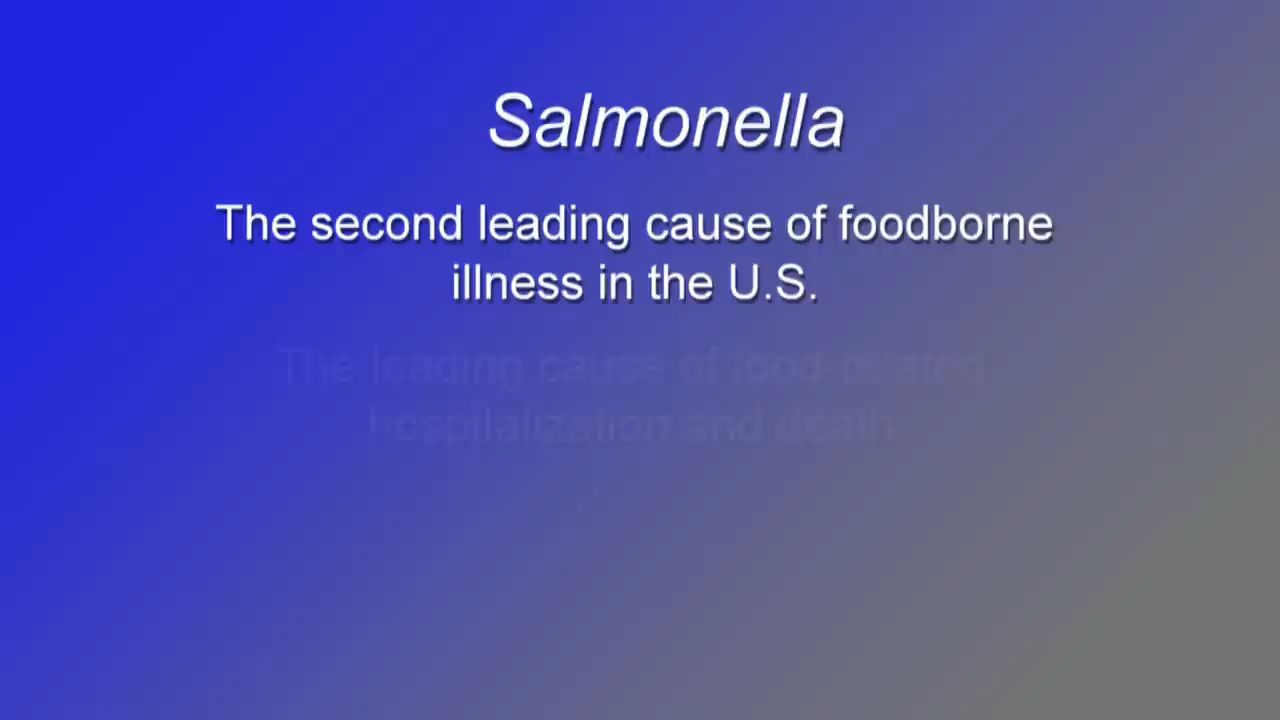 Salmonella
The second leading cause of foodborne
illness in the U.S.
The leading cause of food-related
hospitalization and death